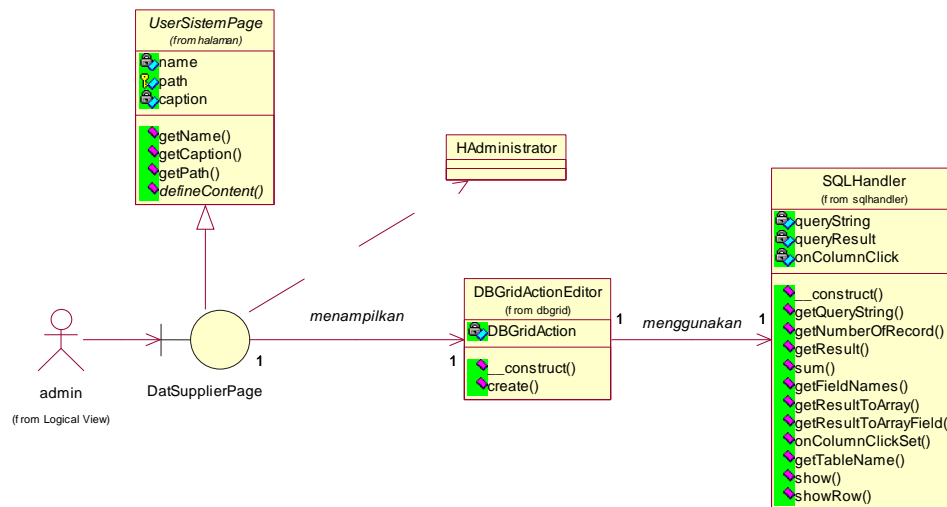 UserSistemPage
(from halaman)
name
path
caption
getName()
getCaption()
getPath()
defineContent()
HAdministrator
SQLHandler
(from sqlhandler)
queryString
queryResult
onColumnClick
__construct()
getQueryString()
getNumberOfRecord()
getResult()
sum()
getFieldNames()
getResultToArray()
getResultToArrayField(
onColumnClickSet()
getTableName()
show()
showRow()
DBGridActionEditor
(from dbgrid)
DBGridAction
__construct()
create()
menampilkan
menggunakan
1
1
1
1
admin
(from Logical View)
DatSupplierPage